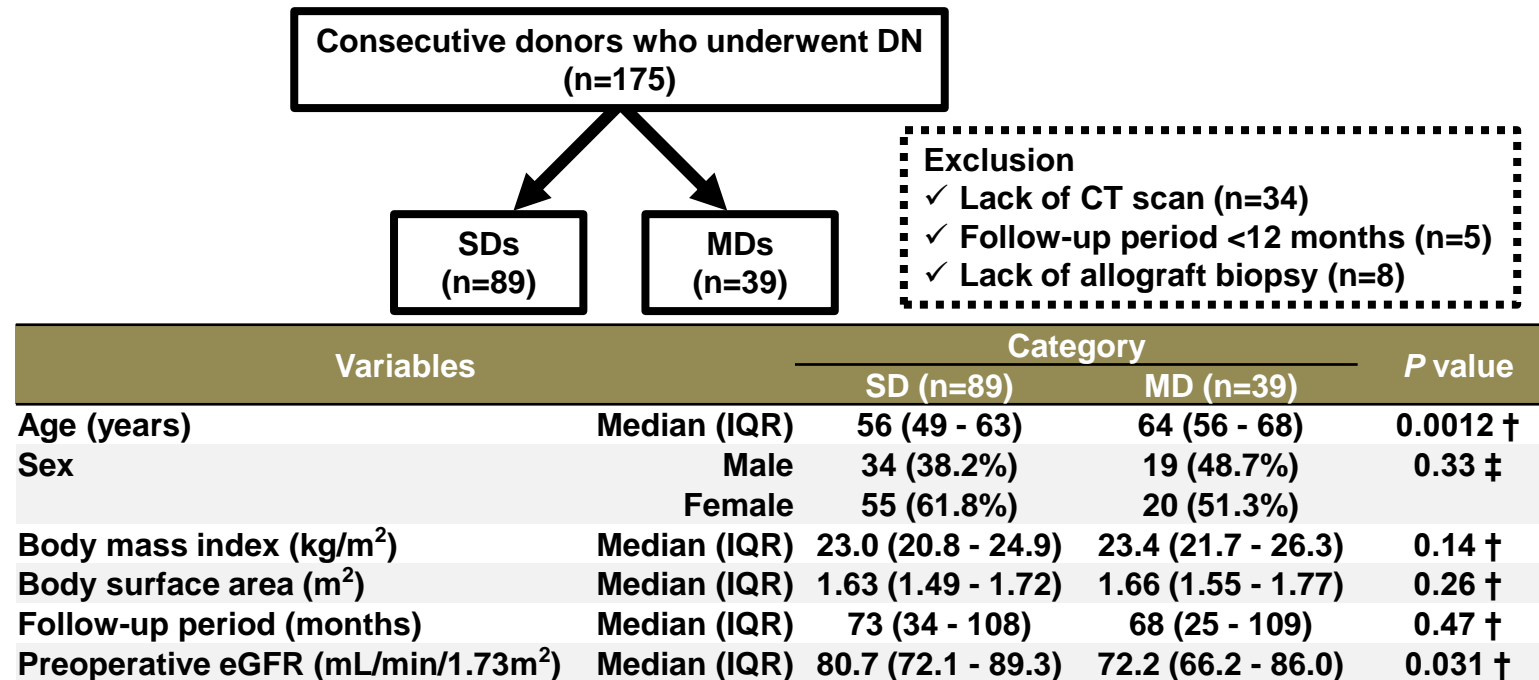 Consecutive donors who underwent DN
(n=175)
SDs
(n=89)
MDs
(n=39)
Exclusion
✓ Lack of CT scan (n=34)
✓ Follow-up period <12 months (n=5)
✓ Lack of allograft biopsy (n=8)
Variables Category P value
SD (n=89) MD (n=39)
Age (years) Median (IQR) 56 (49 - 63) 64 (56 - 68) 0.0012 †
Sex Male 34 (38.2%) 19 (48.7%) 0.33 ‡
Female 55 (61.8%) 20 (51.3%)
Body mass index (kg/m²) Median (IQR) 23.0 (20.8 - 24.9) 23.4 (21.7 - 26.3) 0.14 †
Body surface area (m²) Median (IQR) 1.63 (1.49 - 1.72) 1.66 (1.55 - 1.77) 0.26 †
Follow-up period (months) Median (IQR) 73 (34 - 108) 68 (25 - 109) 0.47 †
Preoperative eGFR (mL/min/1.73m²) Median (IQR) 80.7 (72.1 - 89.3) 72.2 (66.2 - 86.0) 0.031 †